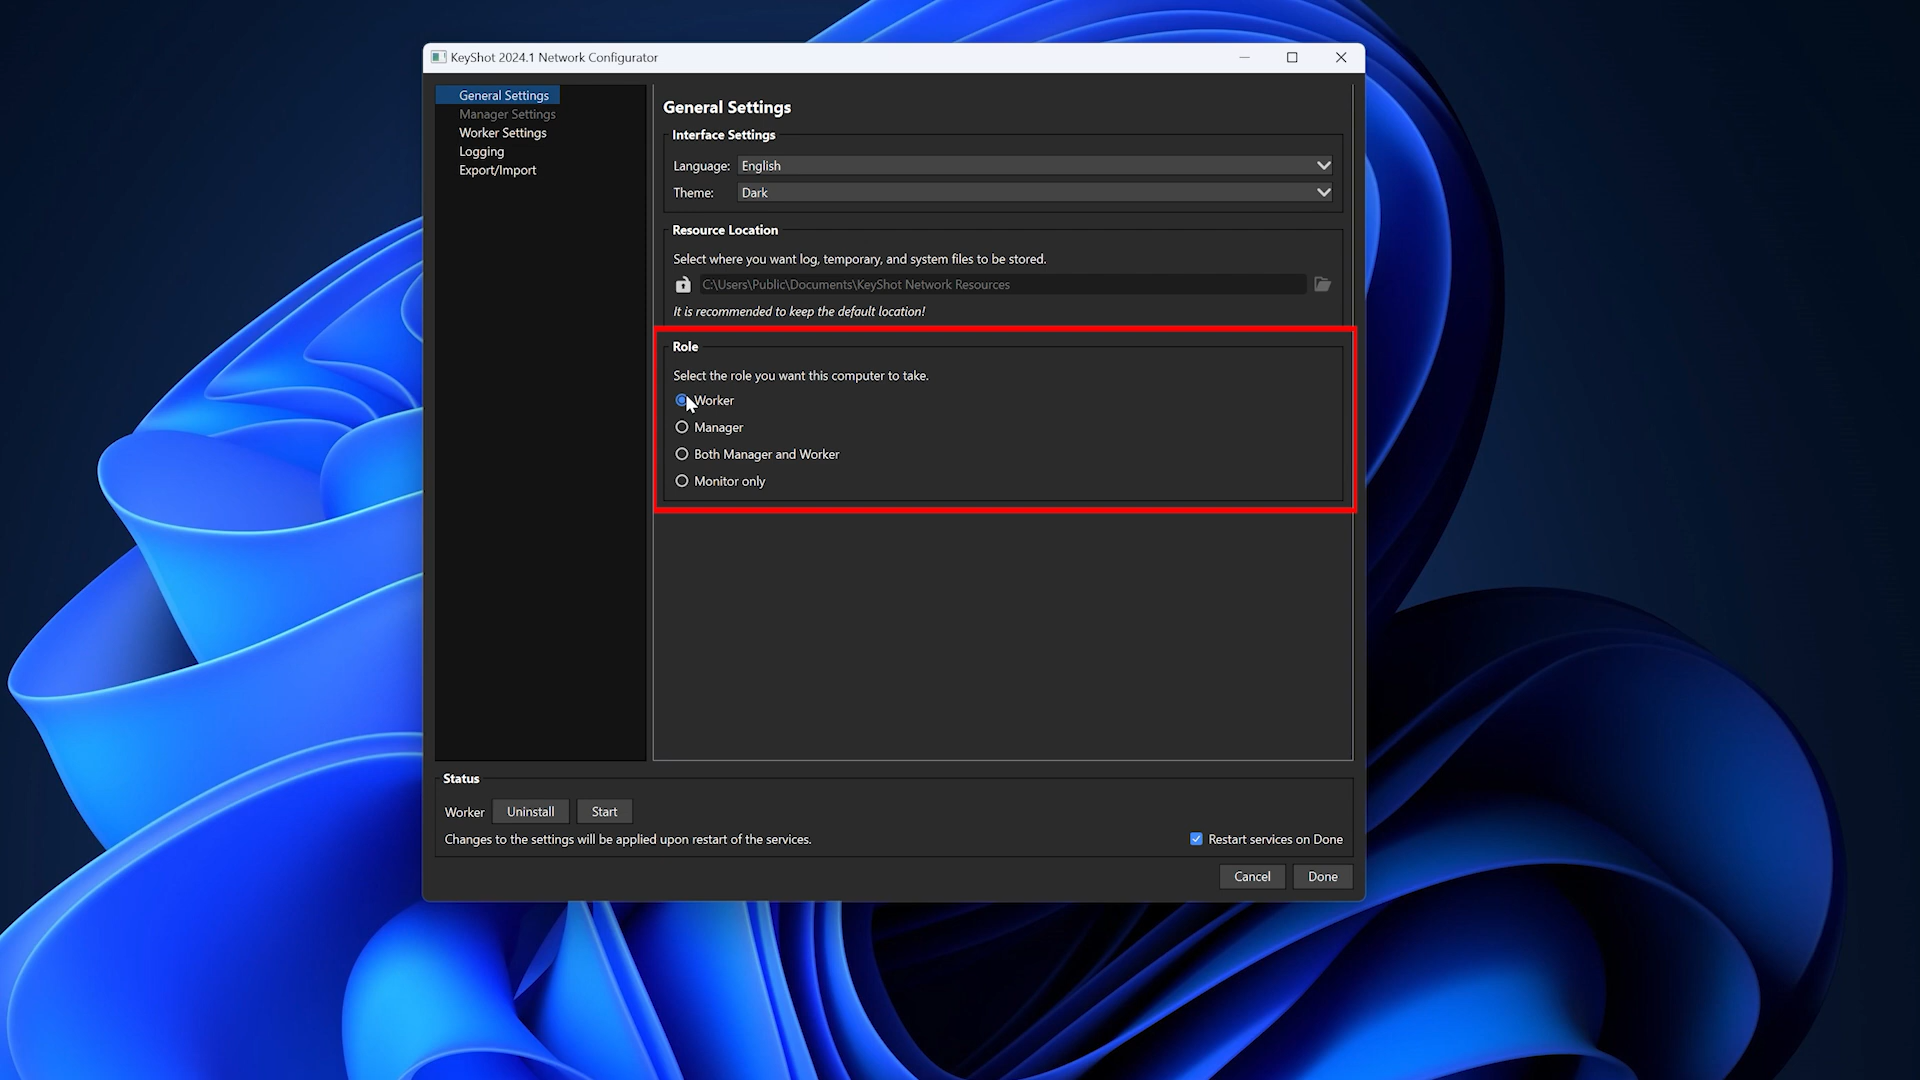 KeyShot 2024.1 Network Configurator
General Settings
Manager Settings
Worker Settings
Logging
Export/Import
General Settings
Interface Settings
Language: English
Theme: Dark
Resource Location
Select where you want log, temporary, and system files to be stored.
C:\Users\Public\Documents\KeyShot Network Resources
It is recommended to keep the default location!
Role
Select the role you want this computer to take.
Worker
Manager
Both Manager and Worker
Monitor only
Status
Worker Uninstall Start
Changes to the settings will be applied upon restart of the services. Restart services on Done
Cancel Done